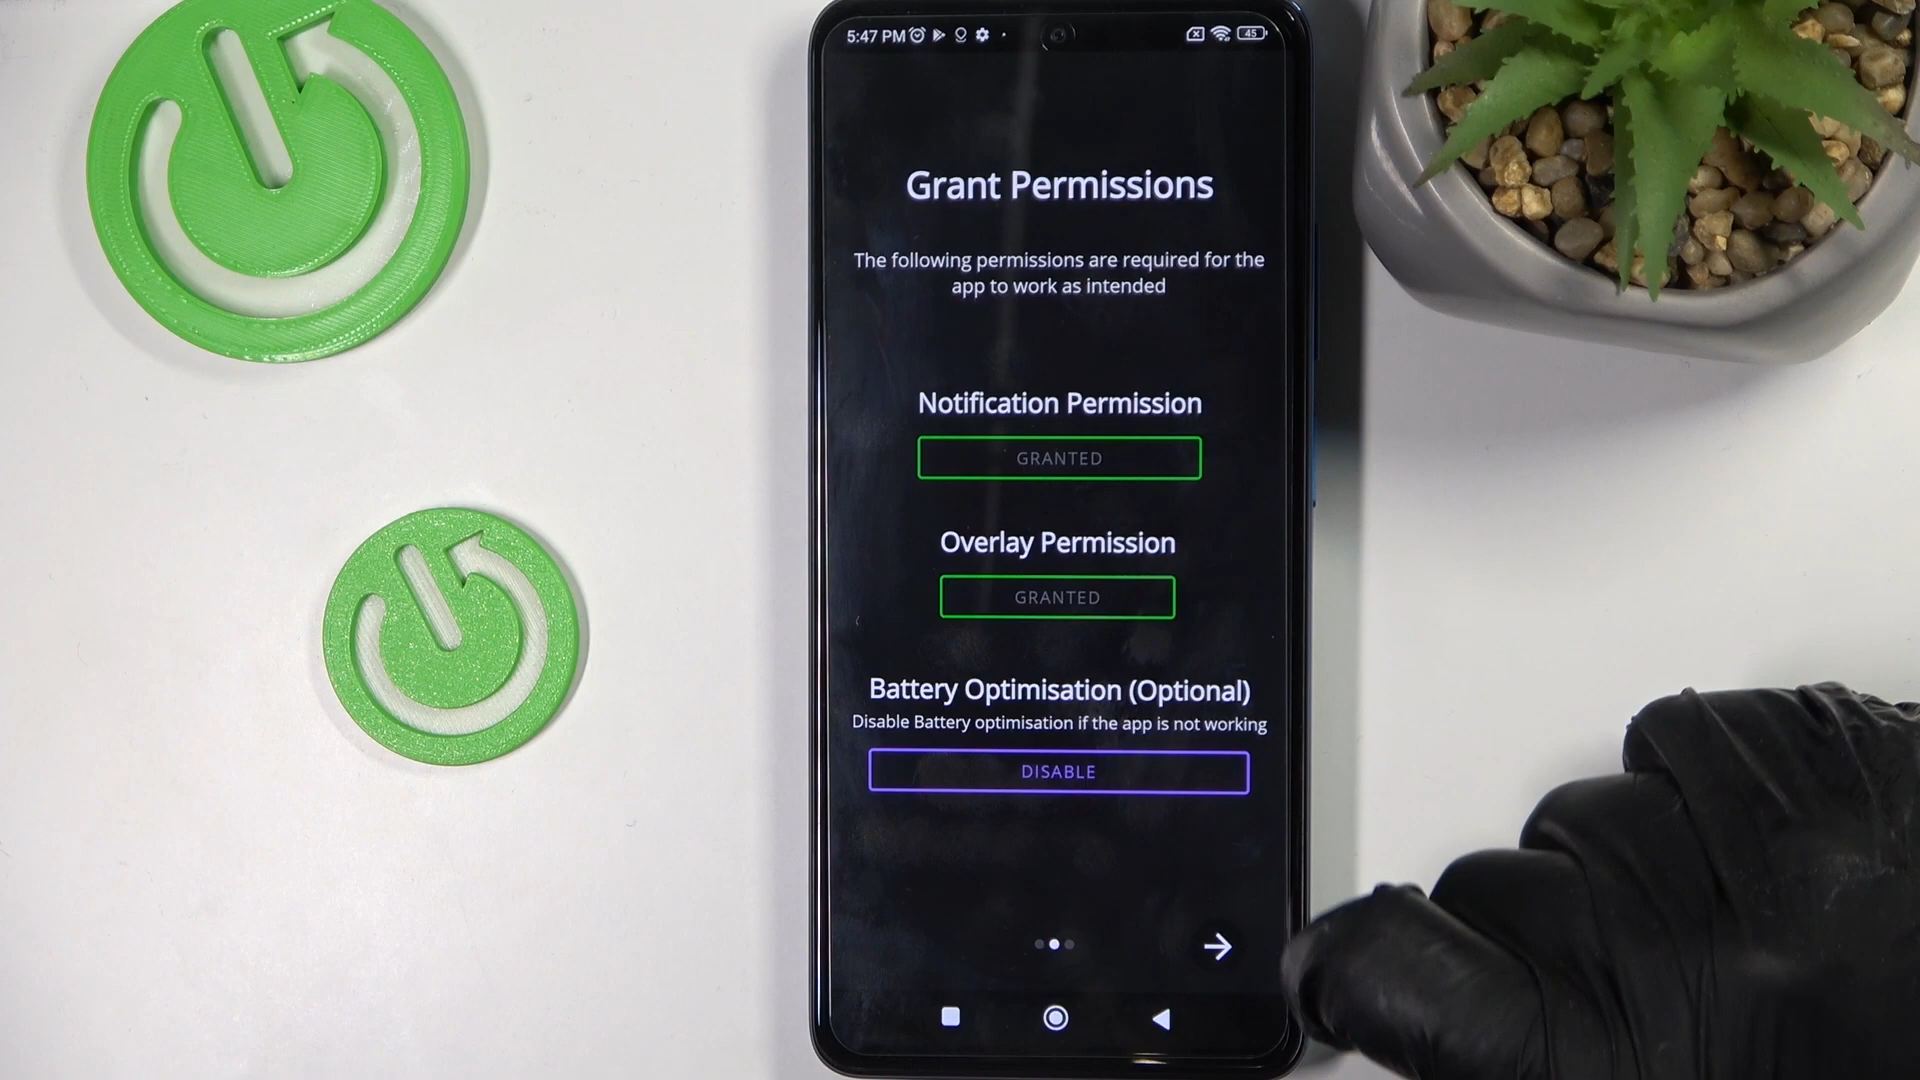 5:47 PM
45
Grant Permissions
The following permissions are required for the
app to work as intended
Notification Permission
GRANTED
Overlay Permission
GRANTED
Battery Optimisation (Optional)
Disable Battery optimisation if the app is not working
DISABLE